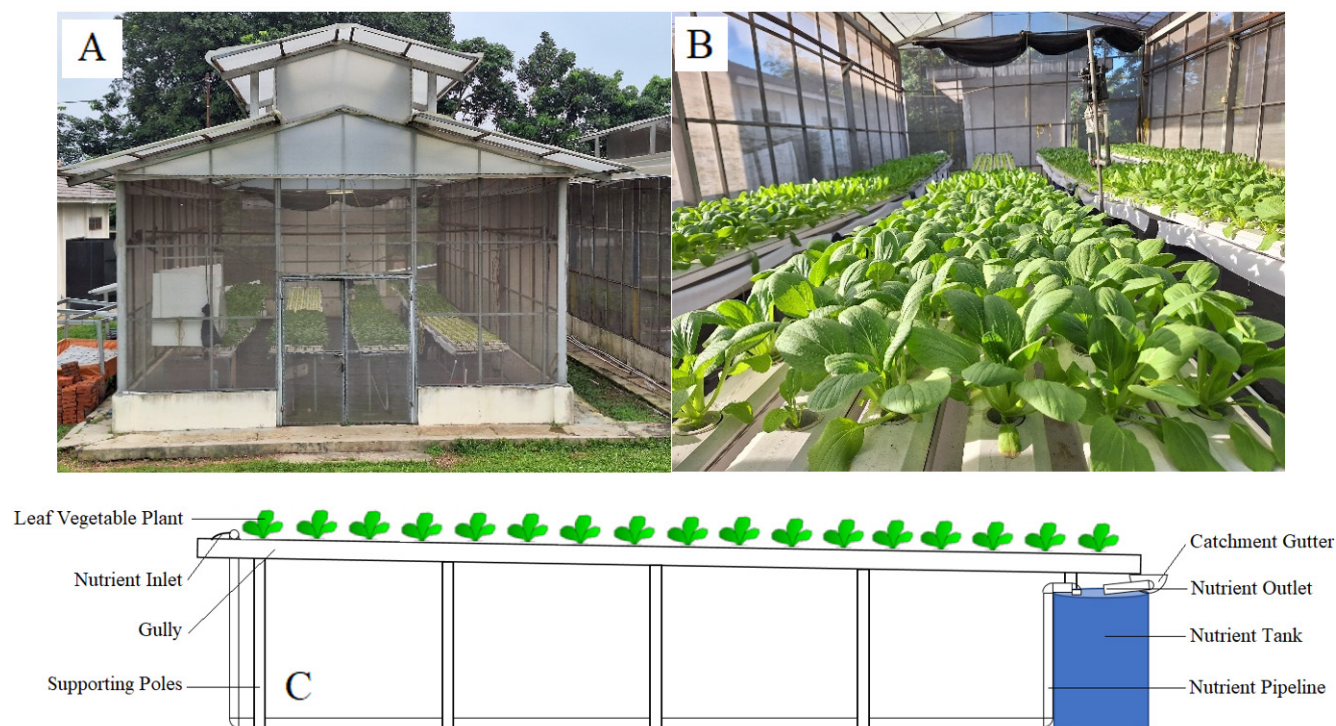 A
B
Leaf Vegetable Plant
Nutrient Inlet
Gully
Supporting Poles
C
Catchment Gutter
Nutrient Outlet
Nutrient Tank
Nutrient Pipeline